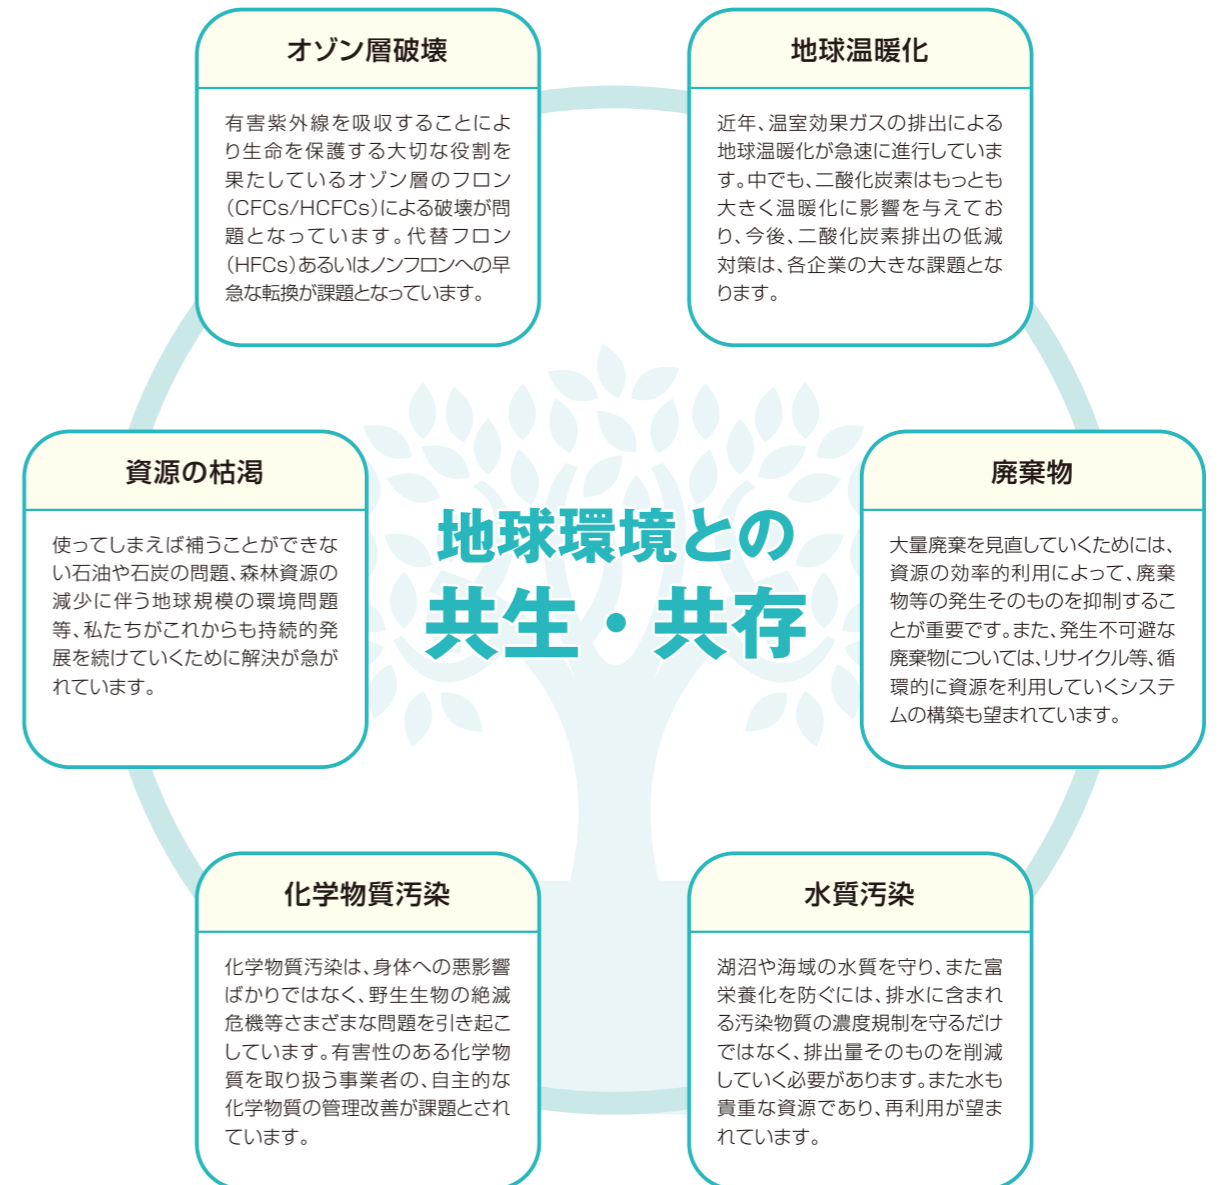 オゾン層破壊
有害紫外線を吸収することによ
り生命を保護する大切な役割を
果たしているオゾン層のフロン
（CFCs/HCFCs）による破壊が問
題となっています。代替フロン
（HFCs）あるいはノンフロンへの早
急な転換が課題となっています。
地球温暖化
近年、温室効果ガスの排出による
地球温暖化が急速に進行していま
す。中でも、二酸化炭素はもっとも
大きく温暖化に影響を与えてお
り、今後、二酸化炭素排出の低減
対策は、各企業の大きな課題とな
ります。
資源の枯渇
使ってしまえば補うことができな
い石油や石炭の問題、森林資源の
減少に伴う地球規模の環境問題
等、私たちがこれからも持続的発
展を続けていくために解決が急が
れています。
地球環境との
共生・共存
廃棄物
大量廃棄を見直していくためには、
資源の効率的利用によって、廃棄
物等の発生そのものを抑制するこ
とが重要です。また、発生不可避な
廃棄物については、リサイクル等、循
環的に資源を利用していくシステ
ムの構築も望まれています。
化学物質汚染
化学物質汚染は、身体への悪影響
ばかりではなく、野生生物の絶滅
危機等さまざまな問題を引き起こ
しています。有害性のある化学物
質を取り扱う事業者の、自主的な
化学物質の管理改善が課題とされ
ています。
水質汚染
湖沼や海域の水質を守り、また富
栄養化を防ぐには、排水に含まれ
る汚染物質の濃度規制を守るだけ
ではなく、排出量そのものを削減
していく必要があります。また水も
貴重な資源であり、再利用が望ま
れています。